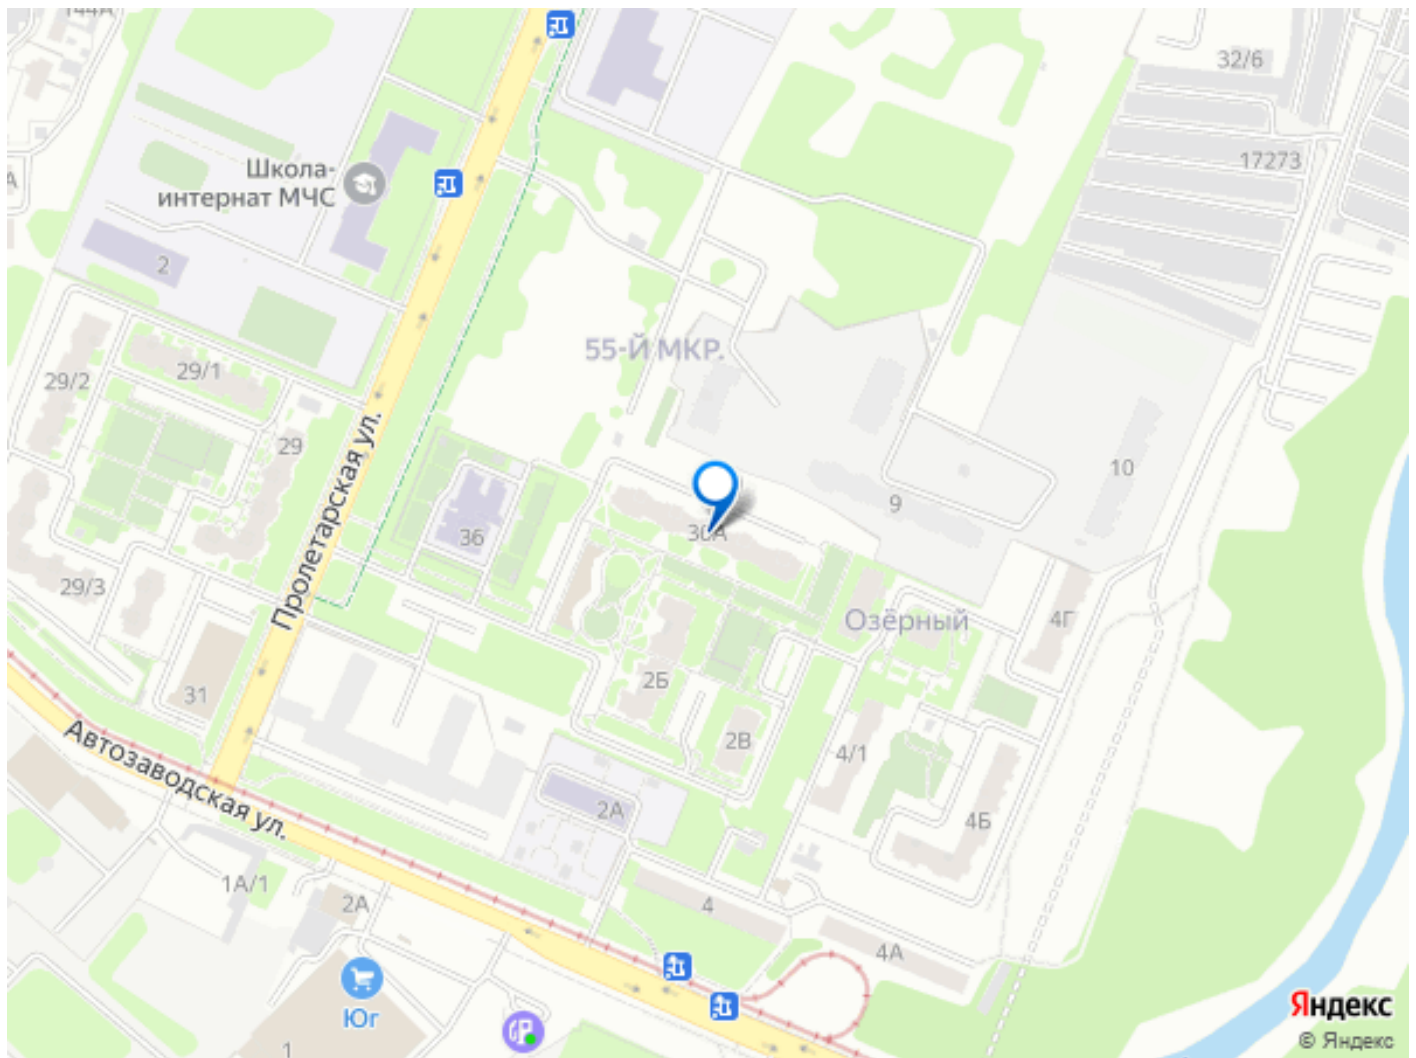 144А
32/6
17273
Школа-
интернат МЧС
А
2
55-Й МКР.
29/1
29/2
29
Пролетарская ул.
10
9
30А
36
29/3
Озёрный
4Г
2Б
31
2В
4/1
Автозаводская ул.
2А
4Б
1А/1
2А
4
4А
Юг
1
Яндекс
© Яндекс